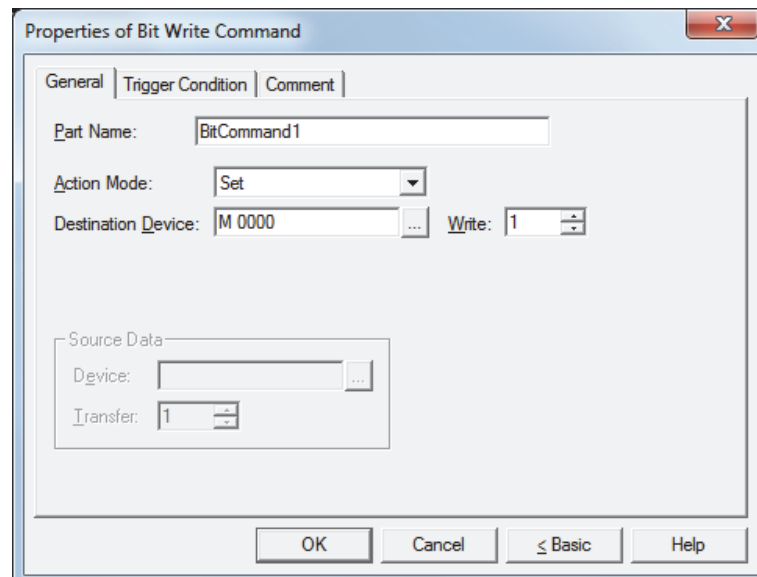 Properties of Bit Write Command
General Trigger Condition Comment
Part Name: BitCommand1
Action Mode: Set
Destination Device: M 0000 ... Write: 1
Source Data
Device: ...
Transfer: 1
OK Cancel < Basic Help